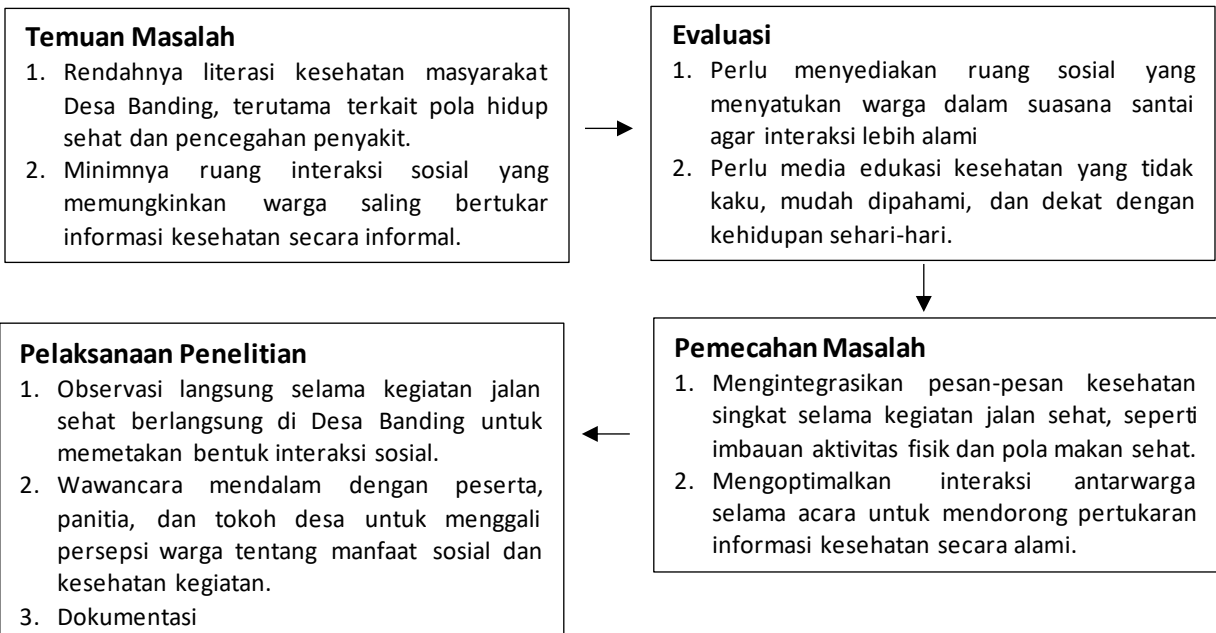 Temuan Masalah
1. Rendahnya literasi kesehatan masyarakat
Desa Banding, terutama terkait pola hidup
sehat dan pencegahan penyakit.
2. Minimnya ruang interaksi sosial yang
memungkinkan warga saling bertukar
informasi kesehatan secara informal.
Evaluasi
1. Perlu menyediakan ruang sosial yang
menyatukan warga dalam suasana santai
agar interaksi lebih alami
2. Perlu media edukasi kesehatan yang tidak
kaku, mudah dipahami, dan dekat dengan
kehidupan sehari-hari.
Pemecahan Masalah
1. Mengintegrasikan pesan-pesan kesehatan
singkat selama kegiatan jalan sehat, seperti
imbauan aktivitas fisik dan pola makan sehat.
2. Mengoptimalkan interaksi antarwarga
selama acara untuk mendorong pertukaran
informasi kesehatan secara alami.
Pelaksanaan Penelitian
1. Observasi langsung selama kegiatan jalan
sehat berlangsung di Desa Banding untuk
memetakan bentuk interaksi sosial.
2. Wawancara mendalam dengan peserta,
panitia, dan tokoh desa untuk menggali
persepsi warga tentang manfaat sosial dan
kesehatan kegiatan.
3. Dokumentasi